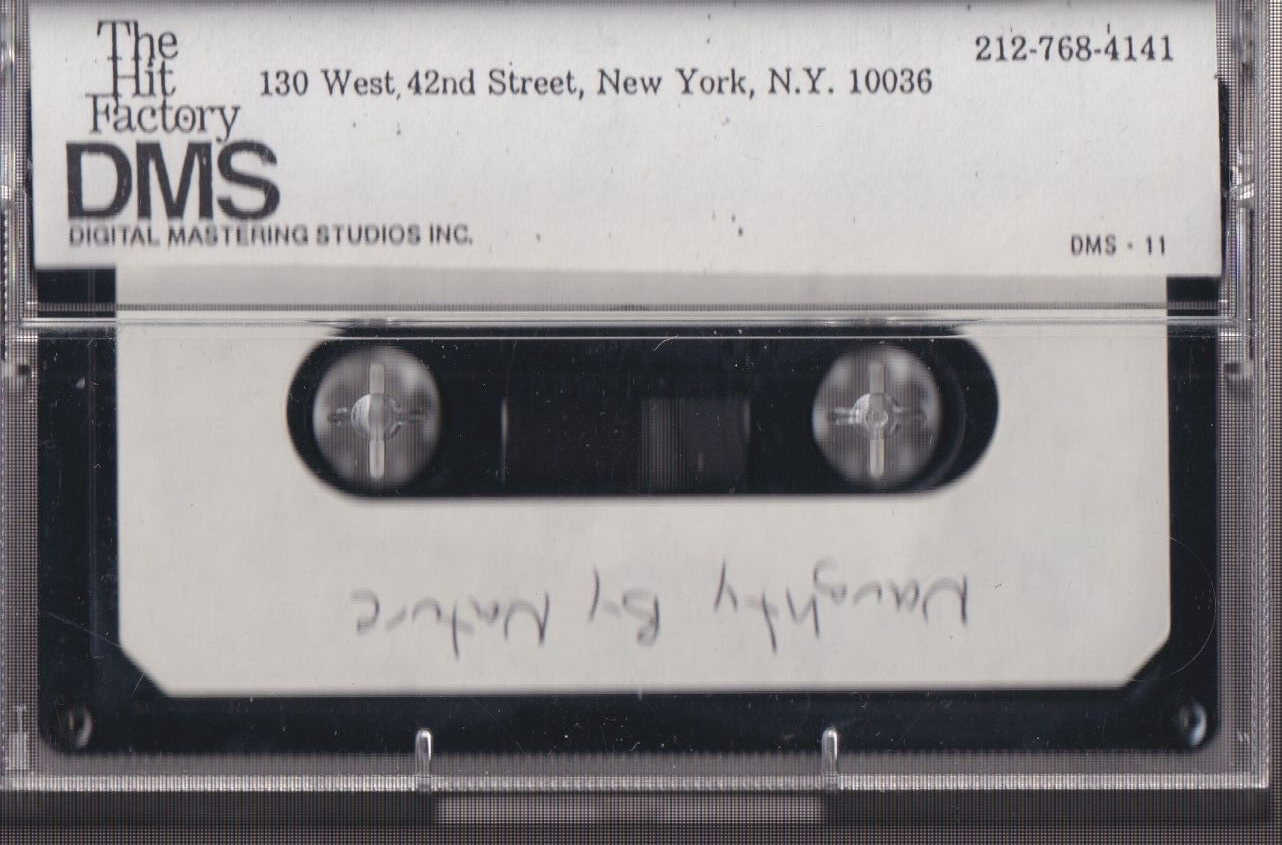 The
Hit
Factory
130 West 42nd Street, New York, N.Y. 10036
212-768-4141
DMS
DIGITAL MASTERING STUDIOS INC.
DMS - 11
Naughty By Nature